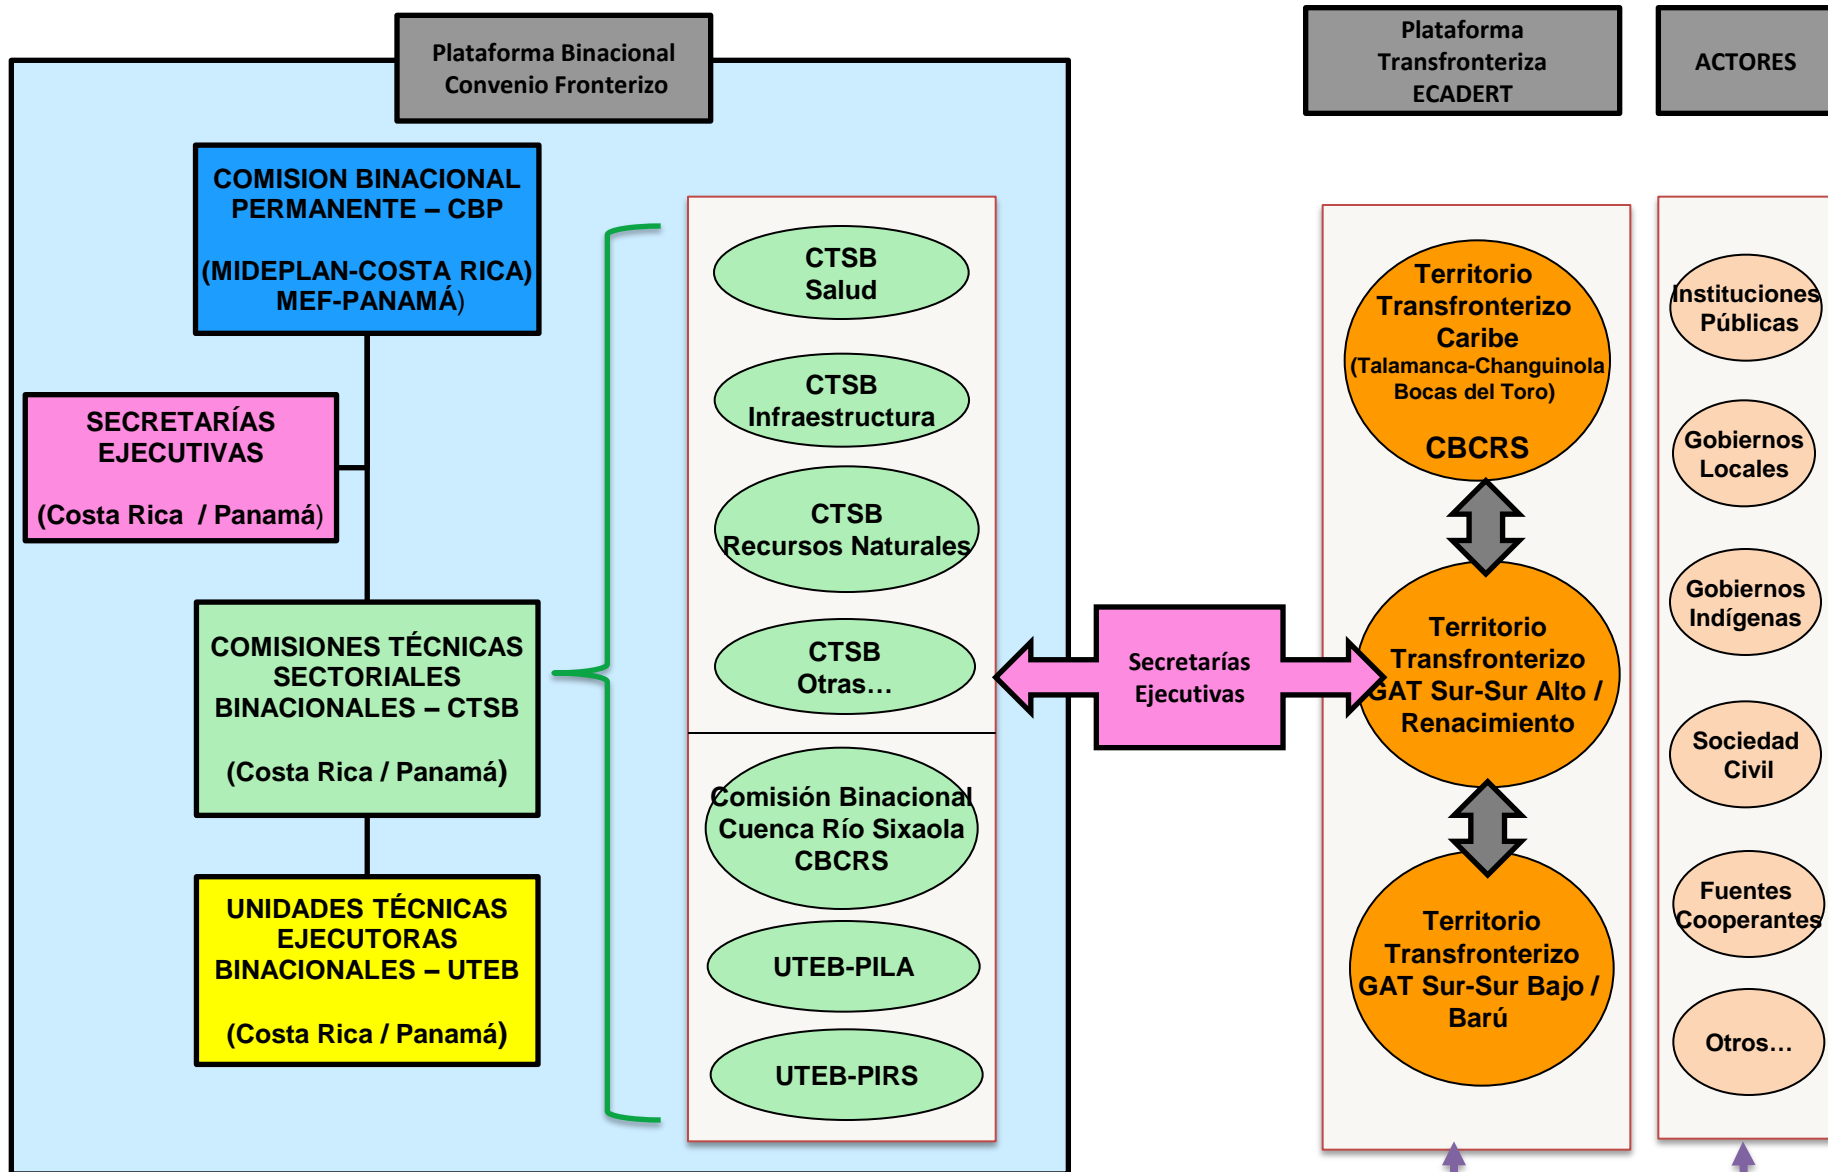 Plataforma Binacional
Convenio Fronterizo
Plataforma
Transfronteriza
ECADERT
ACTORES
COMISION BINACIONAL
PERMANENTE – CBP
(MIDEPLAN-COSTA RICA)
MEF-PANAMÁ)
SECRETARÍAS
EJECUTIVAS
(Costa Rica / Panamá)
COMISIONES TÉCNICAS
SECTORIALES
BINACIONALES – CTSB
(Costa Rica / Panamá)
UNIDADES TÉCNICAS
EJECUTORAS
BINACIONALES – UTEB
(Costa Rica / Panamá)
CTSB
Salud
CTSB
Infraestructura
CTSB
Recursos Naturales
CTSB
Otras…
Comisión Binacional
Cuenca Río Sixaola
CBCRS
UTEB-PILA
UTEB-PIRS
Secretarías
Ejecutivas
Territorio
Transfronterizo
Caribe
(Talamanca-Changuinola
Bocas del Toro)
CBCRS
Territorio
Transfronterizo
GAT Sur-Sur Alto /
Renacimiento
Territorio
Transfronterizo
GAT Sur-Sur Bajo /
Barú
Instituciones
Públicas
Gobiernos
Locales
Gobiernos
Indígenas
Sociedad
Civil
Fuentes
Cooperantes
Otros…